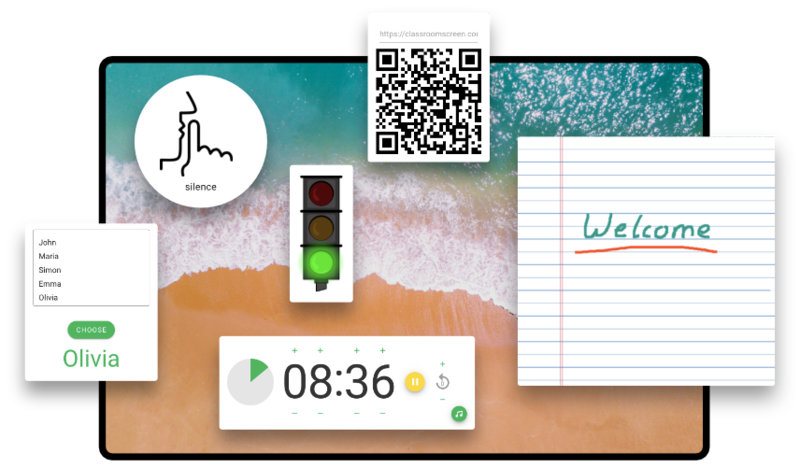 https://classroomscreen.co
silence
Welcome
John
Maria
Simon
Emma
Olivia
CHOOSE
Olivia
08:36